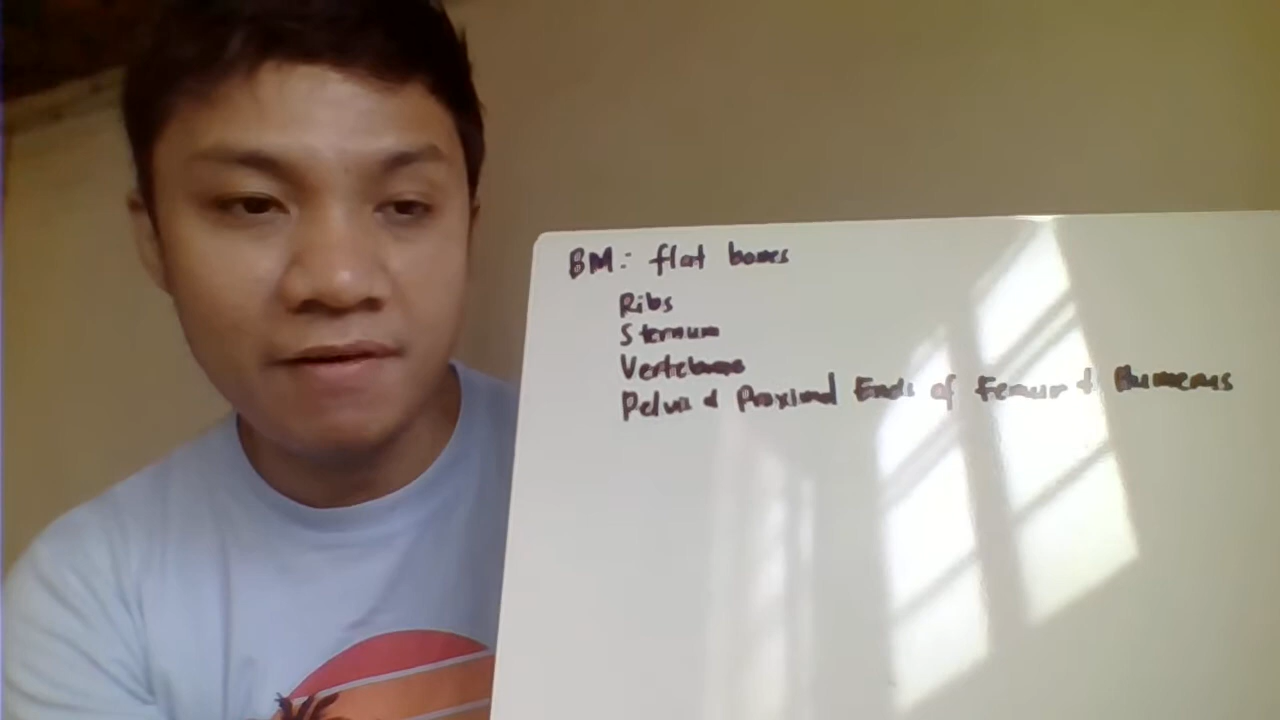 BM: flat bones
Ribs
Sternum
Vertebrae
Pelvis & Proximal Ends of Femur & Humerus